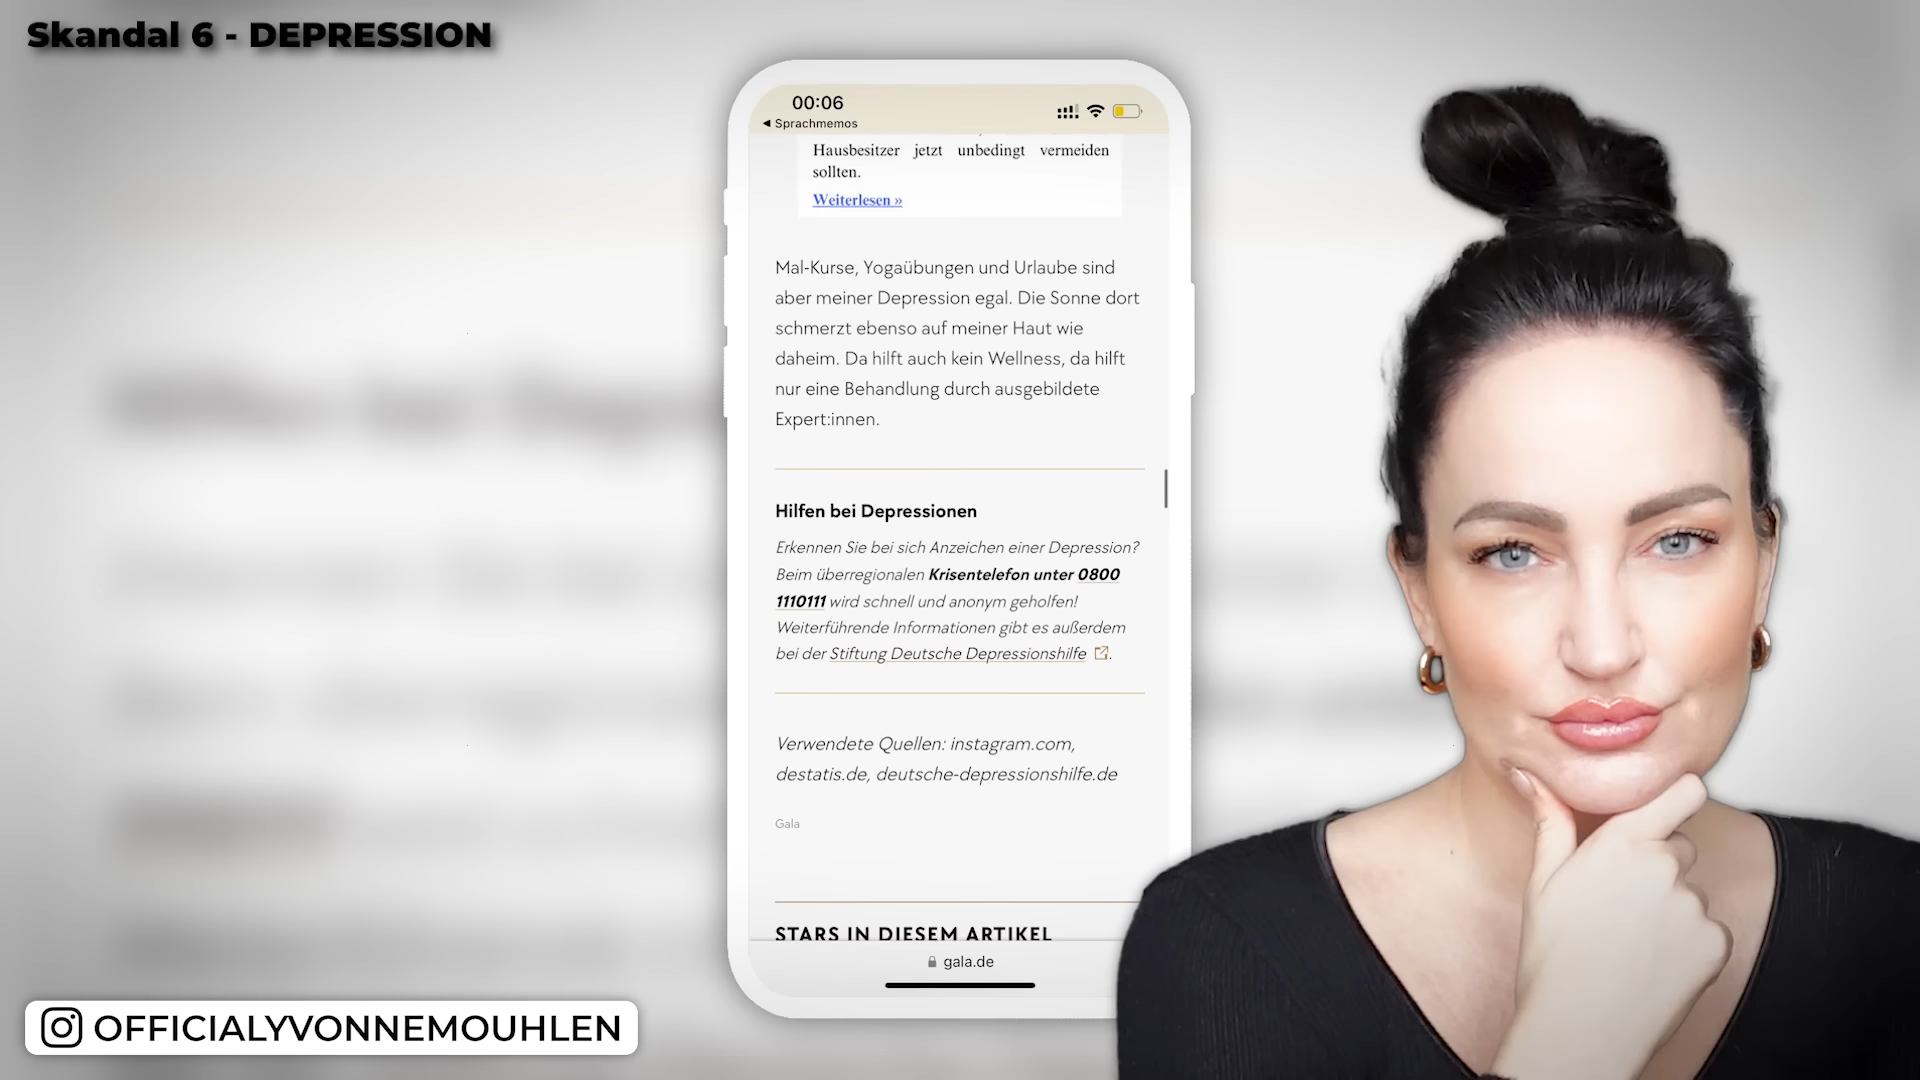 Skandal 6 - DEPRESSION
00:06
◀ Sprachmemos
Hausbesitzer jetzt unbedingt vermeiden
sollten.
Weiterlesen »
Mal-Kurse, Yogaübungen und Urlaube sind
aber meiner Depression egal. Die Sonne dort
schmerzt ebenso auf meiner Haut wie
daheim. Da hilft auch kein Wellness, da hilft
nur eine Behandlung durch ausgebildete
Expert:innen.
Hilfen bei Depressionen
Erkennen Sie bei sich Anzeichen einer Depression?
Beim überregionalen Krisentelefon unter 0800
1110111 wird schnell und anonym geholfen!
Weiterführende Informationen gibt es außerdem
bei der Stiftung Deutsche Depressionshilfe.
Verwendete Quellen: instagram.com,
destatis.de, deutsche-depressionshilfe.de
Gala
STARS IN DIESEM ARTIKEL
gala.de
OFFICIALYVONNEMOUHLEN